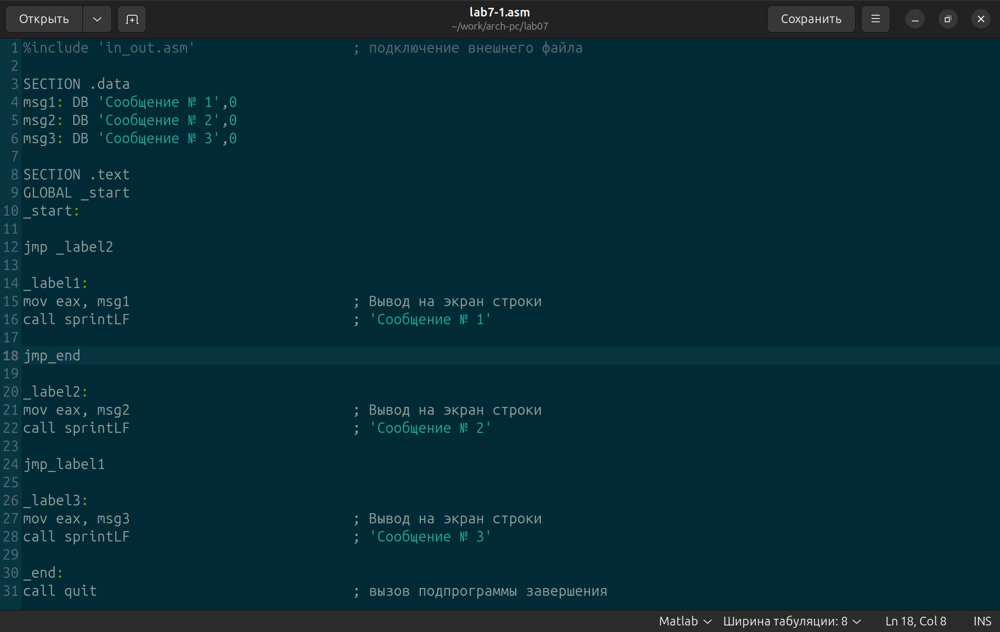 Открыть
lab7-1.asm
~/work/arch-pc/lab07
Сохранить
1 %include 'in_out.asm' ; подключение внешнего файла
2
3 SECTION .data
4 msg1: DB 'Сообщение № 1',0
5 msg2: DB 'Сообщение № 2',0
6 msg3: DB 'Сообщение № 3',0
7
8 SECTION .text
9 GLOBAL _start
10 _start:
11
12 jmp _label2
13
14 _label1:
15 mov eax, msg1 ; Вывод на экран строки
16 call sprintLF ; 'Сообщение № 1'
17
18 jmp_end
19
20 _label2:
21 mov eax, msg2 ; Вывод на экран строки
22 call sprintLF ; 'Сообщение № 2'
23
24 jmp_label1
25
26 _label3:
27 mov eax, msg3 ; Вывод на экран строки
28 call sprintLF ; 'Сообщение № 3'
29
30 _end:
31 call quit ; вызов подпрограммы завершения
Matlab Ширина табуляции: 8 Ln 18, Col 8 INS